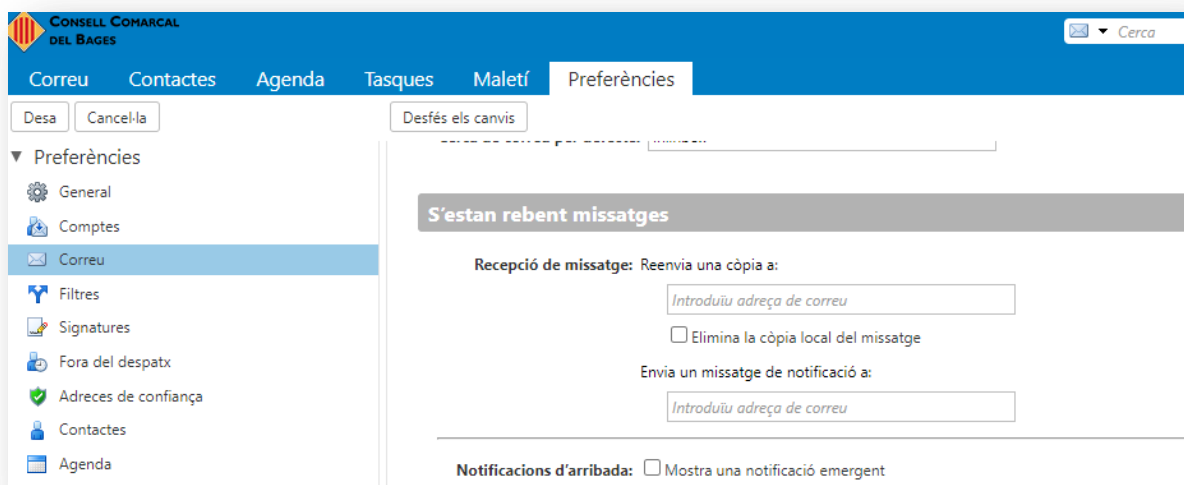 CONSELL COMARCAL
DEL BAGES
Cerca
Correu Contactes Agenda Tasques Maletí Preferències
Desa Cancel·la Desfés els canvis
Preferències
General
Comptes
Correu
Filtres
Signatures
Fora del despatx
Adreces de confiança
Contactes
Agenda
S'estan rebent missatges
Recepció de missatge: Reenvia una còpia a:
Introduïu adreça de correu
Elimina la còpia local del missatge
Envia un missatge de notificació a:
Introduïu adreça de correu
Notificacions d'arribada: Mostra una notificació emergent